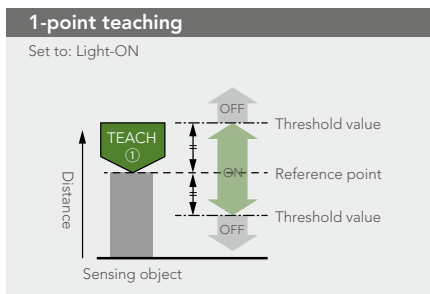 1-point teaching
Set to: Light-ON
OFF
Threshold value
TEACH
①
Distance
ON
Reference point
Threshold value
OFF
Sensing object